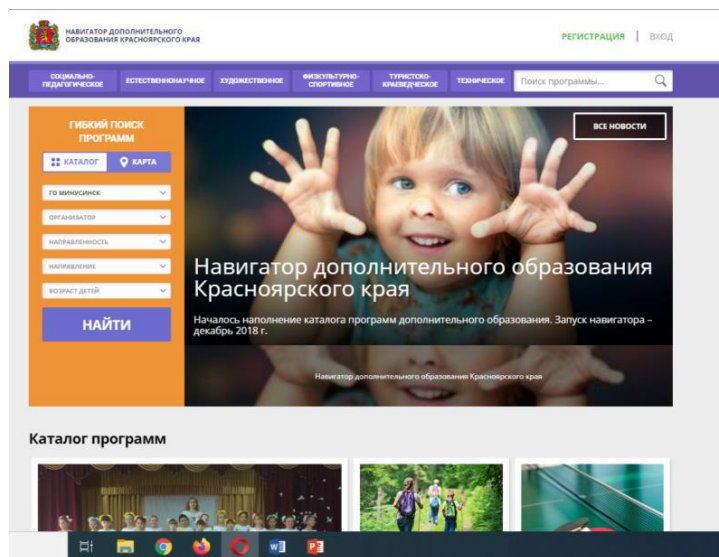 НАВИГАТОР ДОПОЛНИТЕЛЬНОГО
ОБРАЗОВАНИЯ КРАСНОЯРСКОГО КРАЯ
РЕГИСТРАЦИЯ | ВХОД
СОЦИАЛЬНО-
ПЕДАГОГИЧЕСКОЕ
ЕСТЕСТВЕННОНАУЧНОЕ
ХУДОЖЕСТВЕННОЕ
ФИЗКУЛЬТУРНО-
СПОРТИВНОЕ
ТУРИСТСКО-
КРАЕВЕДЧЕСКОЕ
ТЕХНИЧЕСКОЕ
Поиск программы...
ГИБКИЙ ПОИСК
ПРОГРАММ
КАТАЛОГ
КАРТА
ГО МИНУСИНСК
ОРГАНИЗАТОР
НАПРАВЛЕННОСТЬ
НАПРАВЛЕНИЕ
ВОЗРАСТ ДЕТЕЙ
НАЙТИ
ВСЕ НОВОСТИ
Навигатор дополнительного образования
Красноярского края
Началось наполнение каталога программ дополнительного образования. Запуск навигатора –
декабрь 2018 г.
Навигатор дополнительного образования Красноярского края
Каталог программ